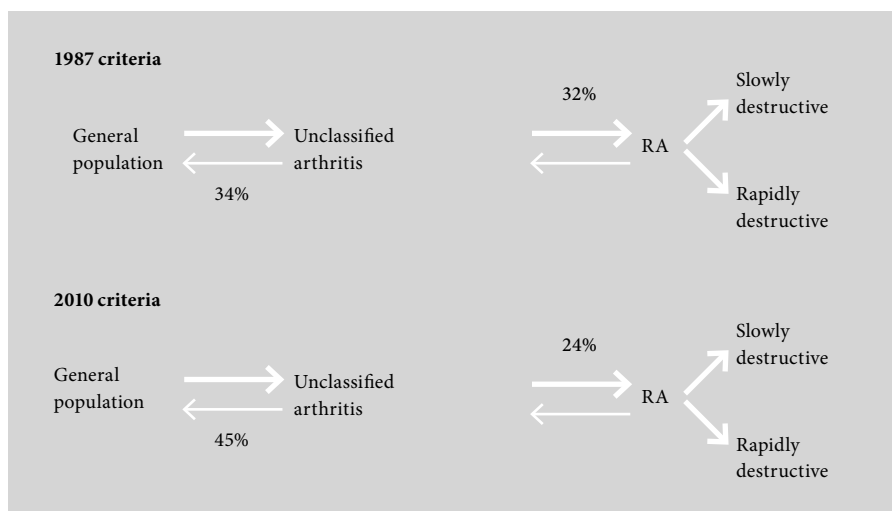 1987 criteria
General
population
34%
Unclassified
arthritis
32%
RA
Slowly
destructive
Rapidly
destructive
2010 criteria
General
population
45%
Unclassified
arthritis
24%
RA
Slowly
destructive
Rapidly
destructive